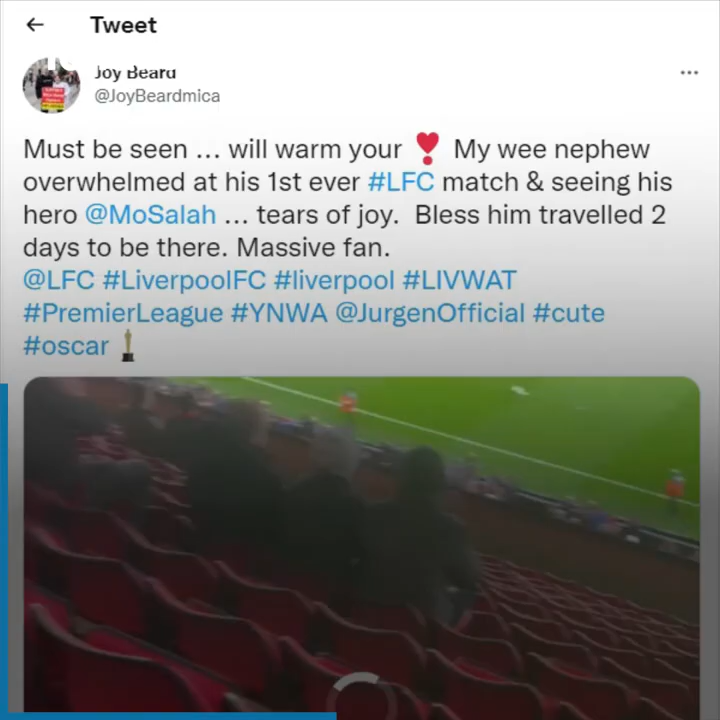 Tweet
Joy Beard
@JoyBeardmica
Must be seen ... will warm your ❣️ My wee nephew
overwhelmed at his 1st ever #LFC match & seeing his
hero @MoSalah ... tears of joy. Bless him travelled 2
days to be there. Massive fan.
@LFC #LiverpoolFC #liverpool #LIVWAT
#PremierLeague #YNWA @JurgenOfficial #cute
#oscar